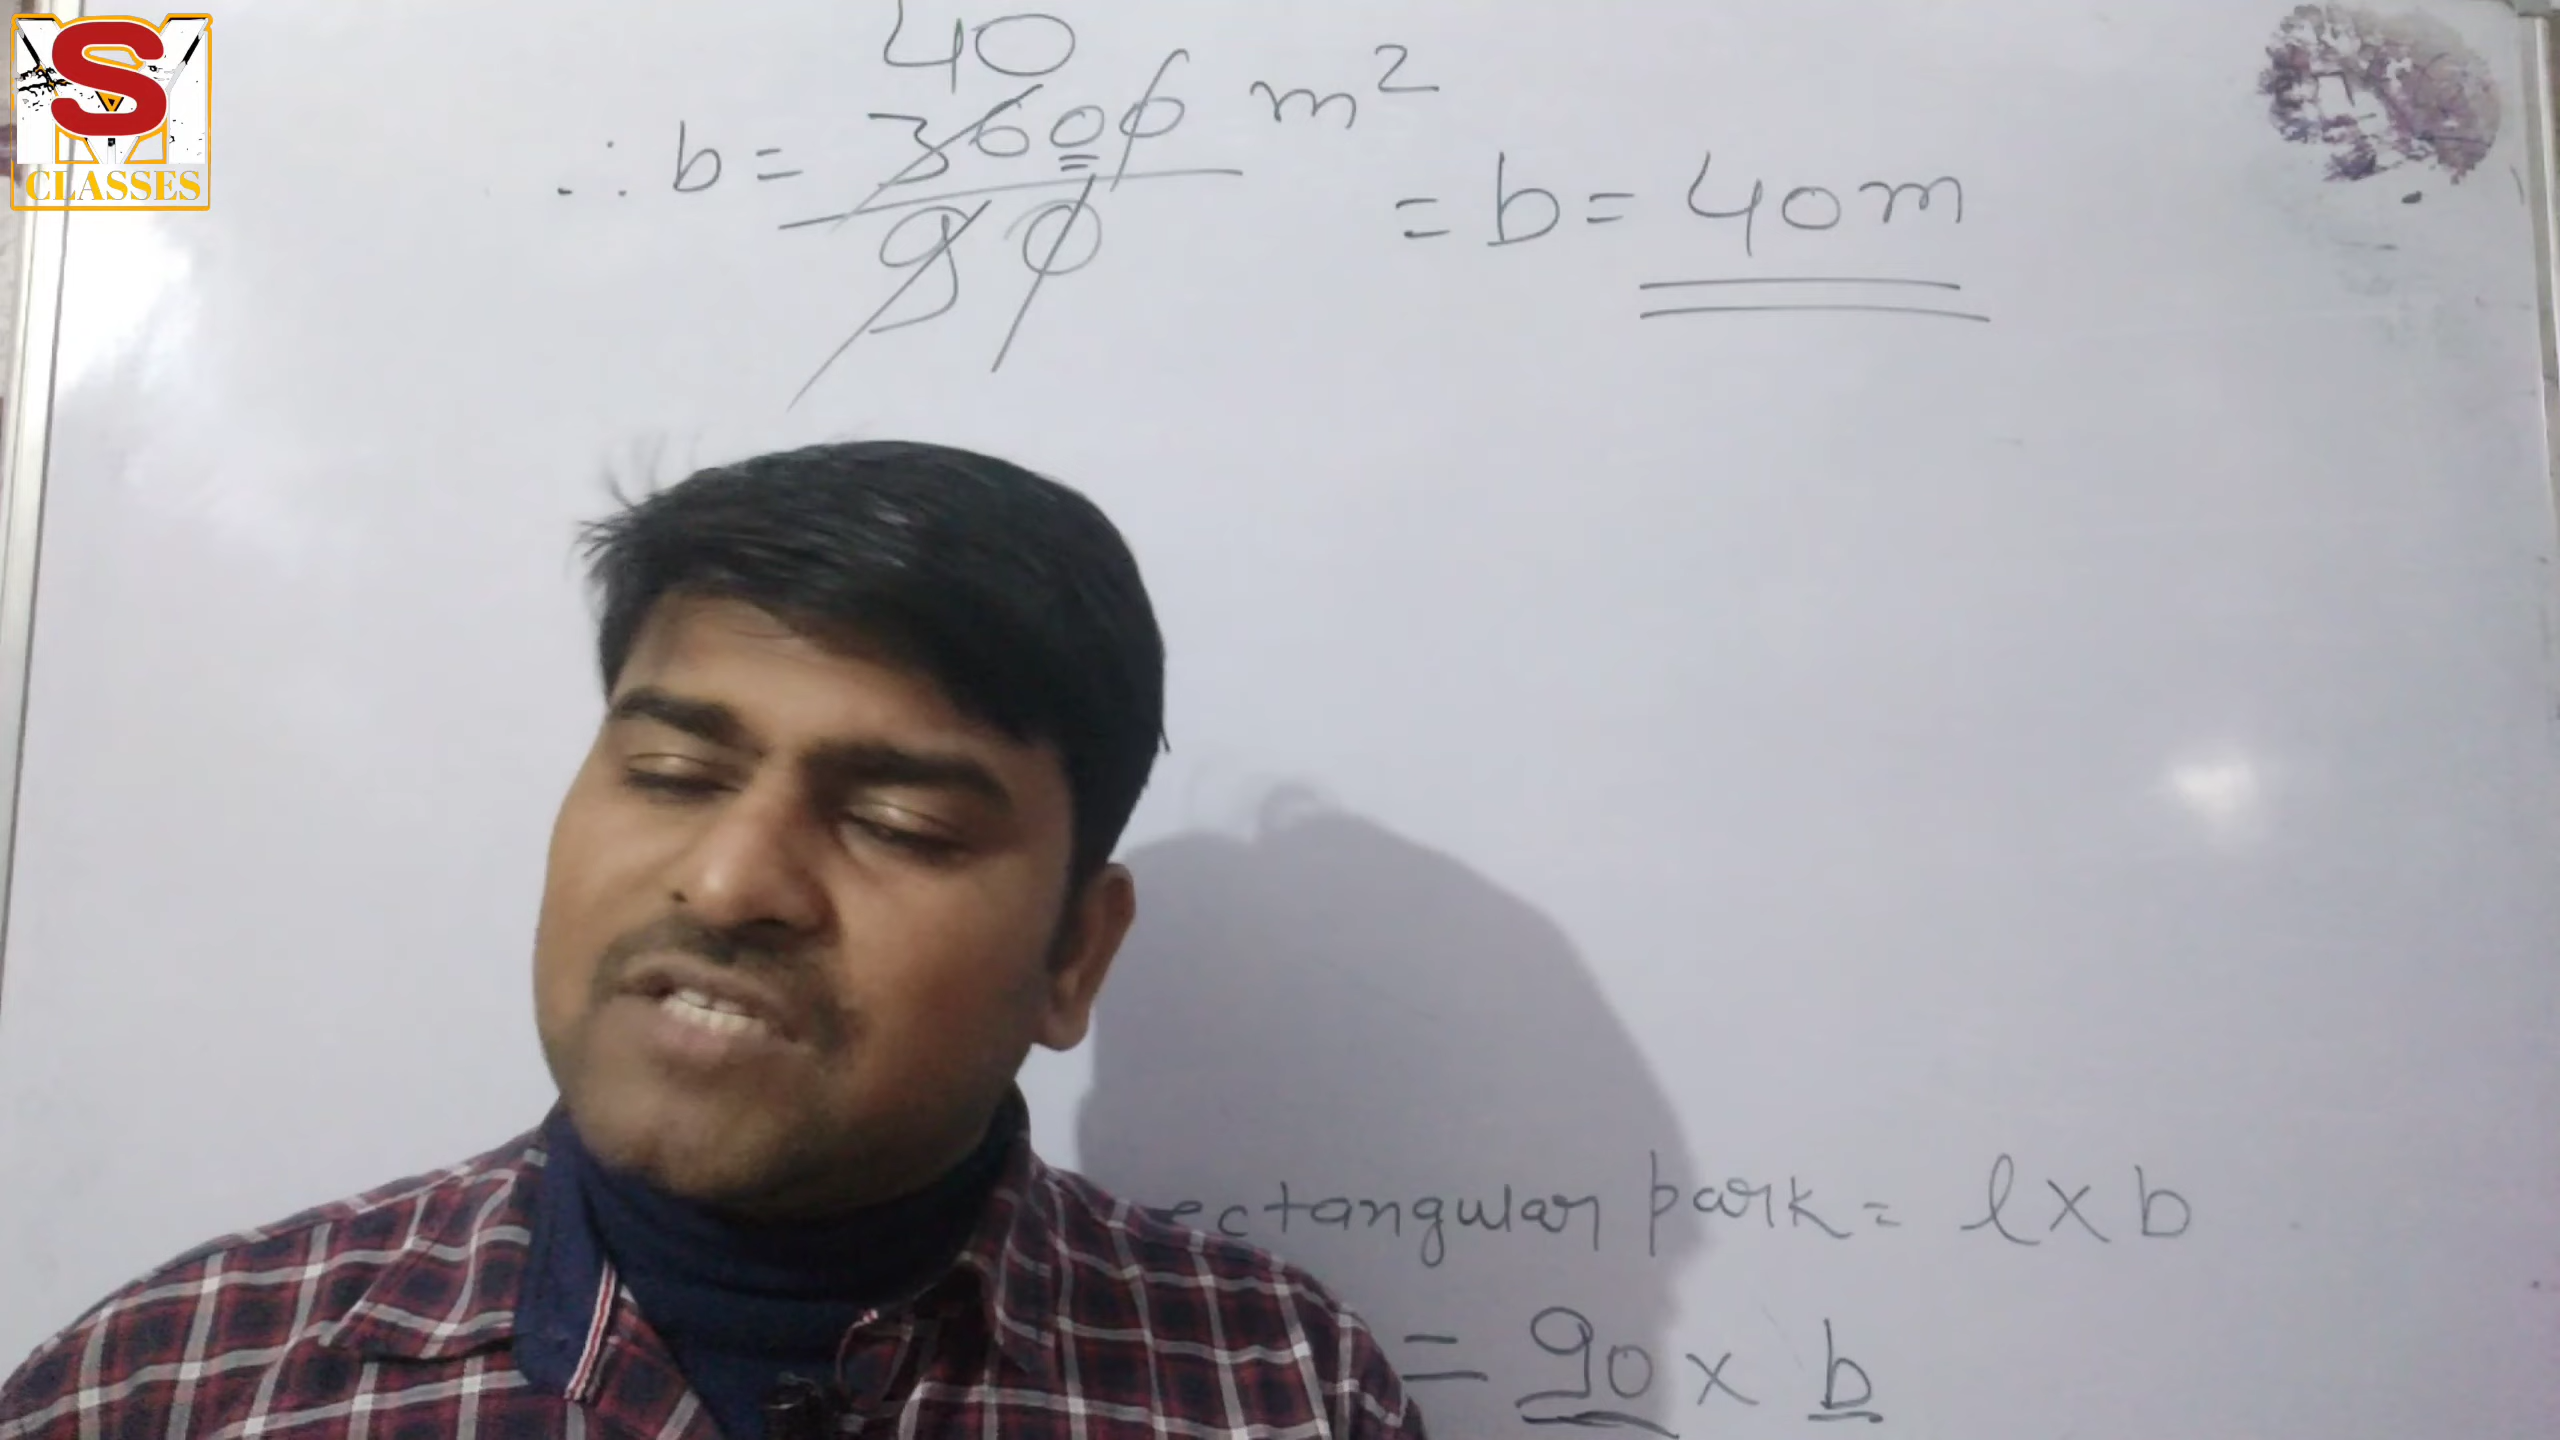 S
CLASSES
40
∴ b = 3600 m² / 90 = b = 40m
ectangular park = l x b
= 90 x b